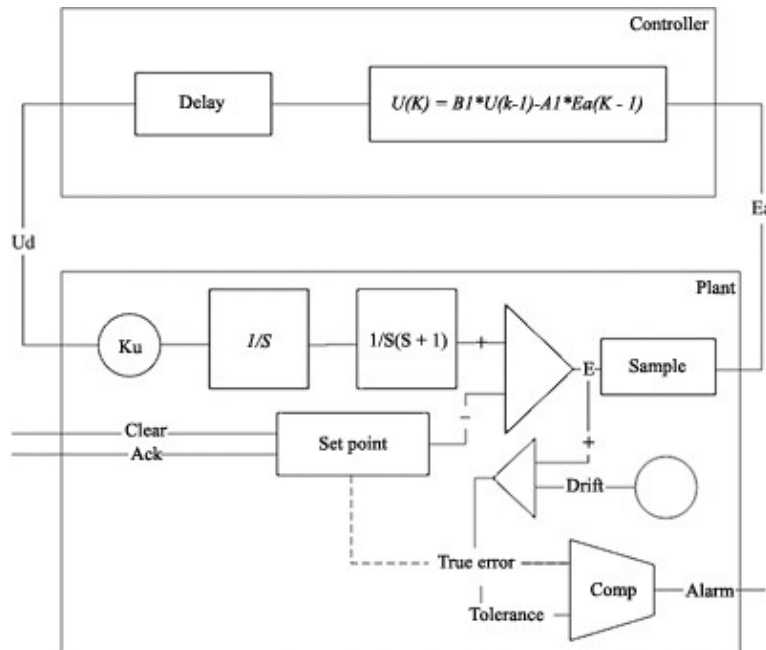 Controller
Delay
U(K) = B1*U(k-1)-A1*Ea(K - 1)
Ud
Ea
Plant
Ku
1/S
1/S(S + 1)
+
E
Sample
−
Clear
Ack
Set point
+
Drift
True error
Comp
Alarm
Tolerance